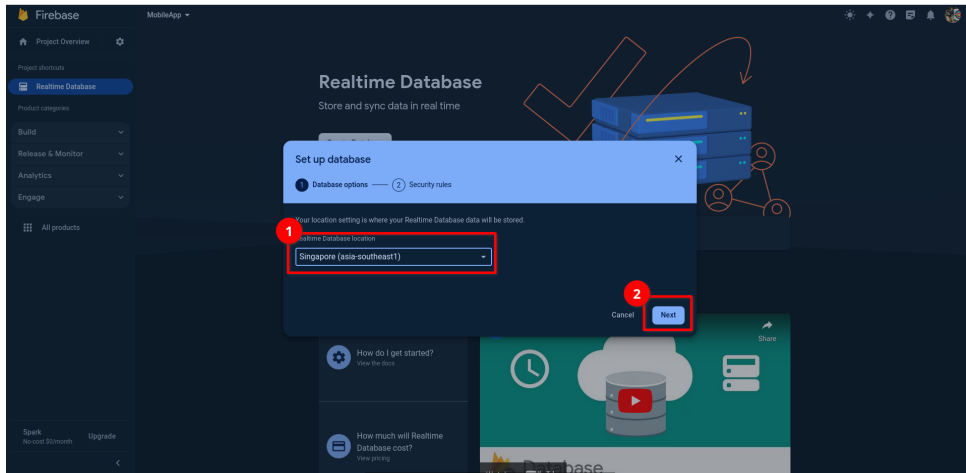 Firebase
MobileApp
Project Overview
Project shortcuts
Realtime Database
Product categories
Build
Release & Monitor
Analytics
Engage
All products
Spark
No-cost $0/month
Upgrade
Realtime Database
Store and sync data in real time
Set up database
1 Database options
2 Security rules
Your location setting is where your Realtime Database data will be stored.
1
Realtime Database location
Singapore (asia-southeast1)
2
Cancel
Next
How do I get started?
View the docs
How much will Realtime
Database cost?
View pricing
Share
Database